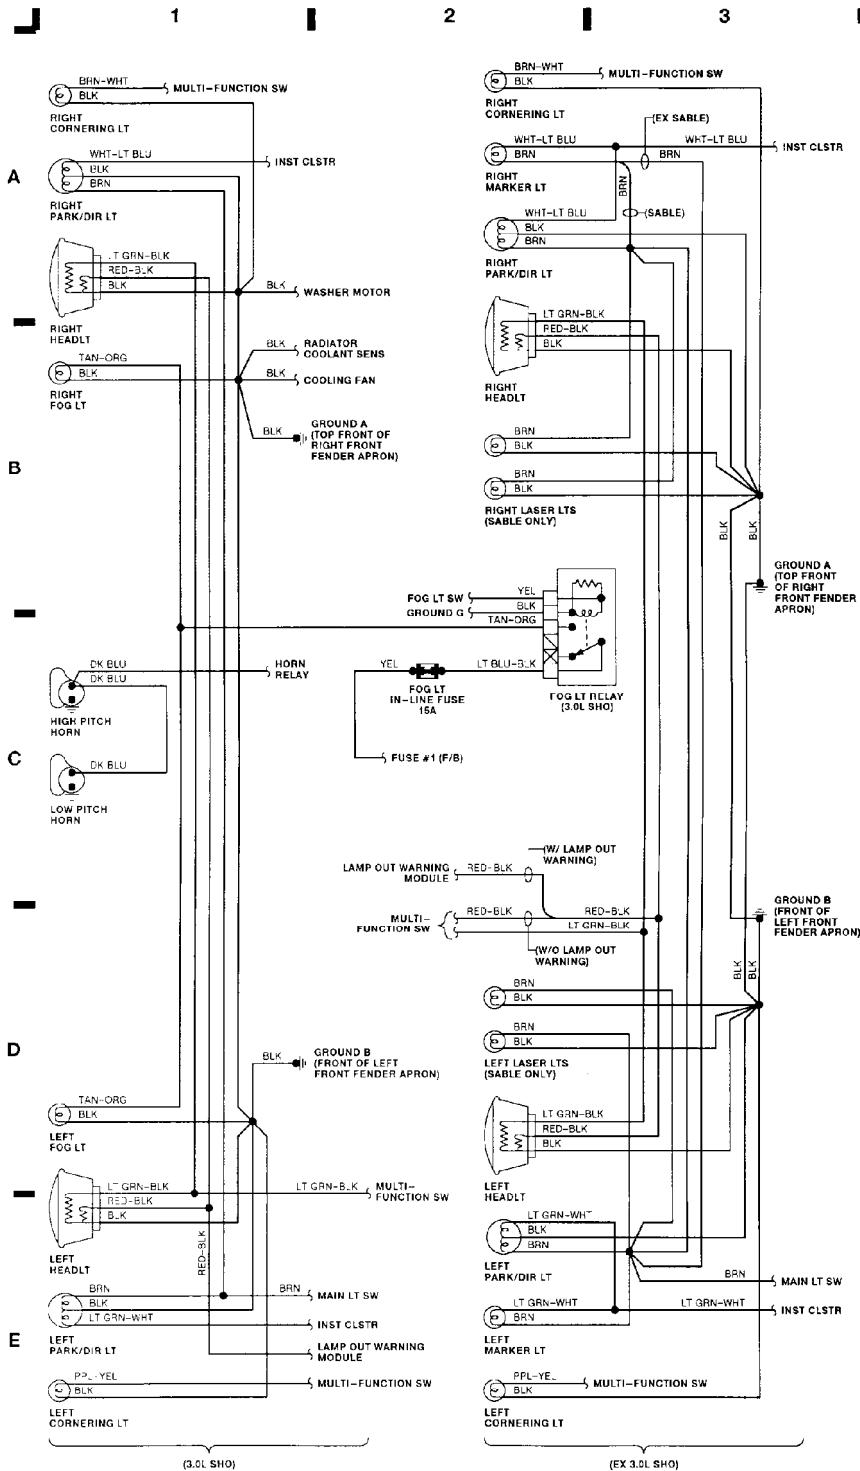 1 2 3
BRN-WHT
MULTI-FUNCTION SW
BLK
RIGHT
CORNERING LT
A
WHT-LT BLU
INST CLSTR
BLK
BRN
RIGHT
PARK/DIR LT
LT GRN-BLK
RED-BLK
BLK
BLK
WASHER MOTOR
RIGHT
HEADLT
BLK
RADIATOR
COOLANT SENS
TAN-ORG
BLK
BLK
COOLING FAN
RIGHT
FOG LT
BLK
GROUND A
(TOP FRONT OF
RIGHT FRONT
FENDER APRON)
B
BRN-WHT
MULTI-FUNCTION SW
BLK
RIGHT
CORNERING LT
(EX SABLE)
WHT-LT BLU
WHT-LT BLU
INST CLSTR
BRN
BRN
RIGHT
MARKER LT
BRN
(SABLE)
WHT-LT BLU
BLK
BRN
RIGHT
PARK/DIR LT
LT GRN-BLK
RED-BLK
BLK
RIGHT
HEADLT
BRN
BLK
BRN
BLK
RIGHT LASER LTS
(SABLE ONLY)
BLK
BLK
GROUND A
(TOP FRONT
OF RIGHT
FRONT FENDER
APRON)
FOG LT SW
YEL
GROUND G
BLK
TAN-ORG
YEL
LT BLU-BLK
FOG LT
IN-LINE FUSE
15A
FOG LT RELAY
(3.0L SHO)
FUSE #1 (F/B)
DK BLU
HORN
RELAY
DK BLU
HIGH PITCH
HORN
C
DK BLU
LOW PITCH
HORN
(W/ LAMP OUT
WARNING)
LAMP OUT WARNING
MODULE
RED-BLK
MULTI-
FUNCTION SW
RED-BLK
RED-BLK
LT GRN-BLK
(W/O LAMP OUT
WARNING)
GROUND B
(FRONT OF
LEFT FRONT
FENDER APRON)
BLK
BLK
BRN
BLK
BRN
BLK
LEFT LASER LTS
(SABLE ONLY)
D
BLK
GROUND B
(FRONT OF LEFT
FRONT FENDER APRON)
TAN-ORG
BLK
LEFT
FOG LT
LT GRN-BLK
LT GRN-BLK
MULTI-
FUNCTION SW
RED-BLK
BLK
LEFT
HEADLT
RED-BLK
BRN
BRN
MAIN LT SW
BLK
LT GRN-WHT
INST CLSTR
LEFT
PARK/DIR LT
E
LAMP OUT WARNING
MODULE
PPL-YEL
MULTI-FUNCTION SW
BLK
LEFT
CORNERING LT
(3.0L SHO)
LT GRN-BLK
RED-BLK
BLK
LEFT
HEADLT
LT GRN-WHT
BLK
BRN
LEFT
PARK/DIR LT
BRN
MAIN LT SW
LT GRN-WHT
LT GRN-WHT
INST CLSTR
BRN
LEFT
MARKER LT
PPL-YEL
MULTI-FUNCTION SW
BLK
LEFT
CORNERING LT
(EX 3.0L SHO)